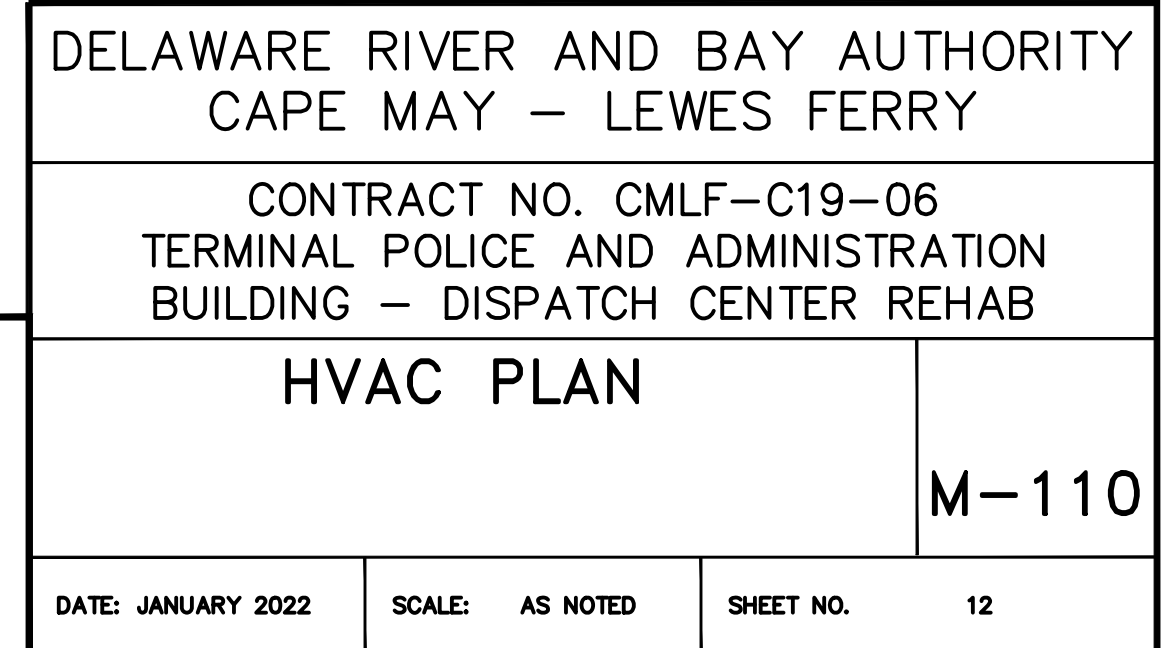 DELAWARE RIVER AND BAY AUTHORITY
CAPE MAY – LEWES FERRY
CONTRACT NO. CMLF–C19–06
TERMINAL POLICE AND ADMINISTRATION
BUILDING – DISPATCH CENTER REHAB
HVAC PLAN
M–110
DATE: JANUARY 2022 SCALE: AS NOTED SHEET NO. 12